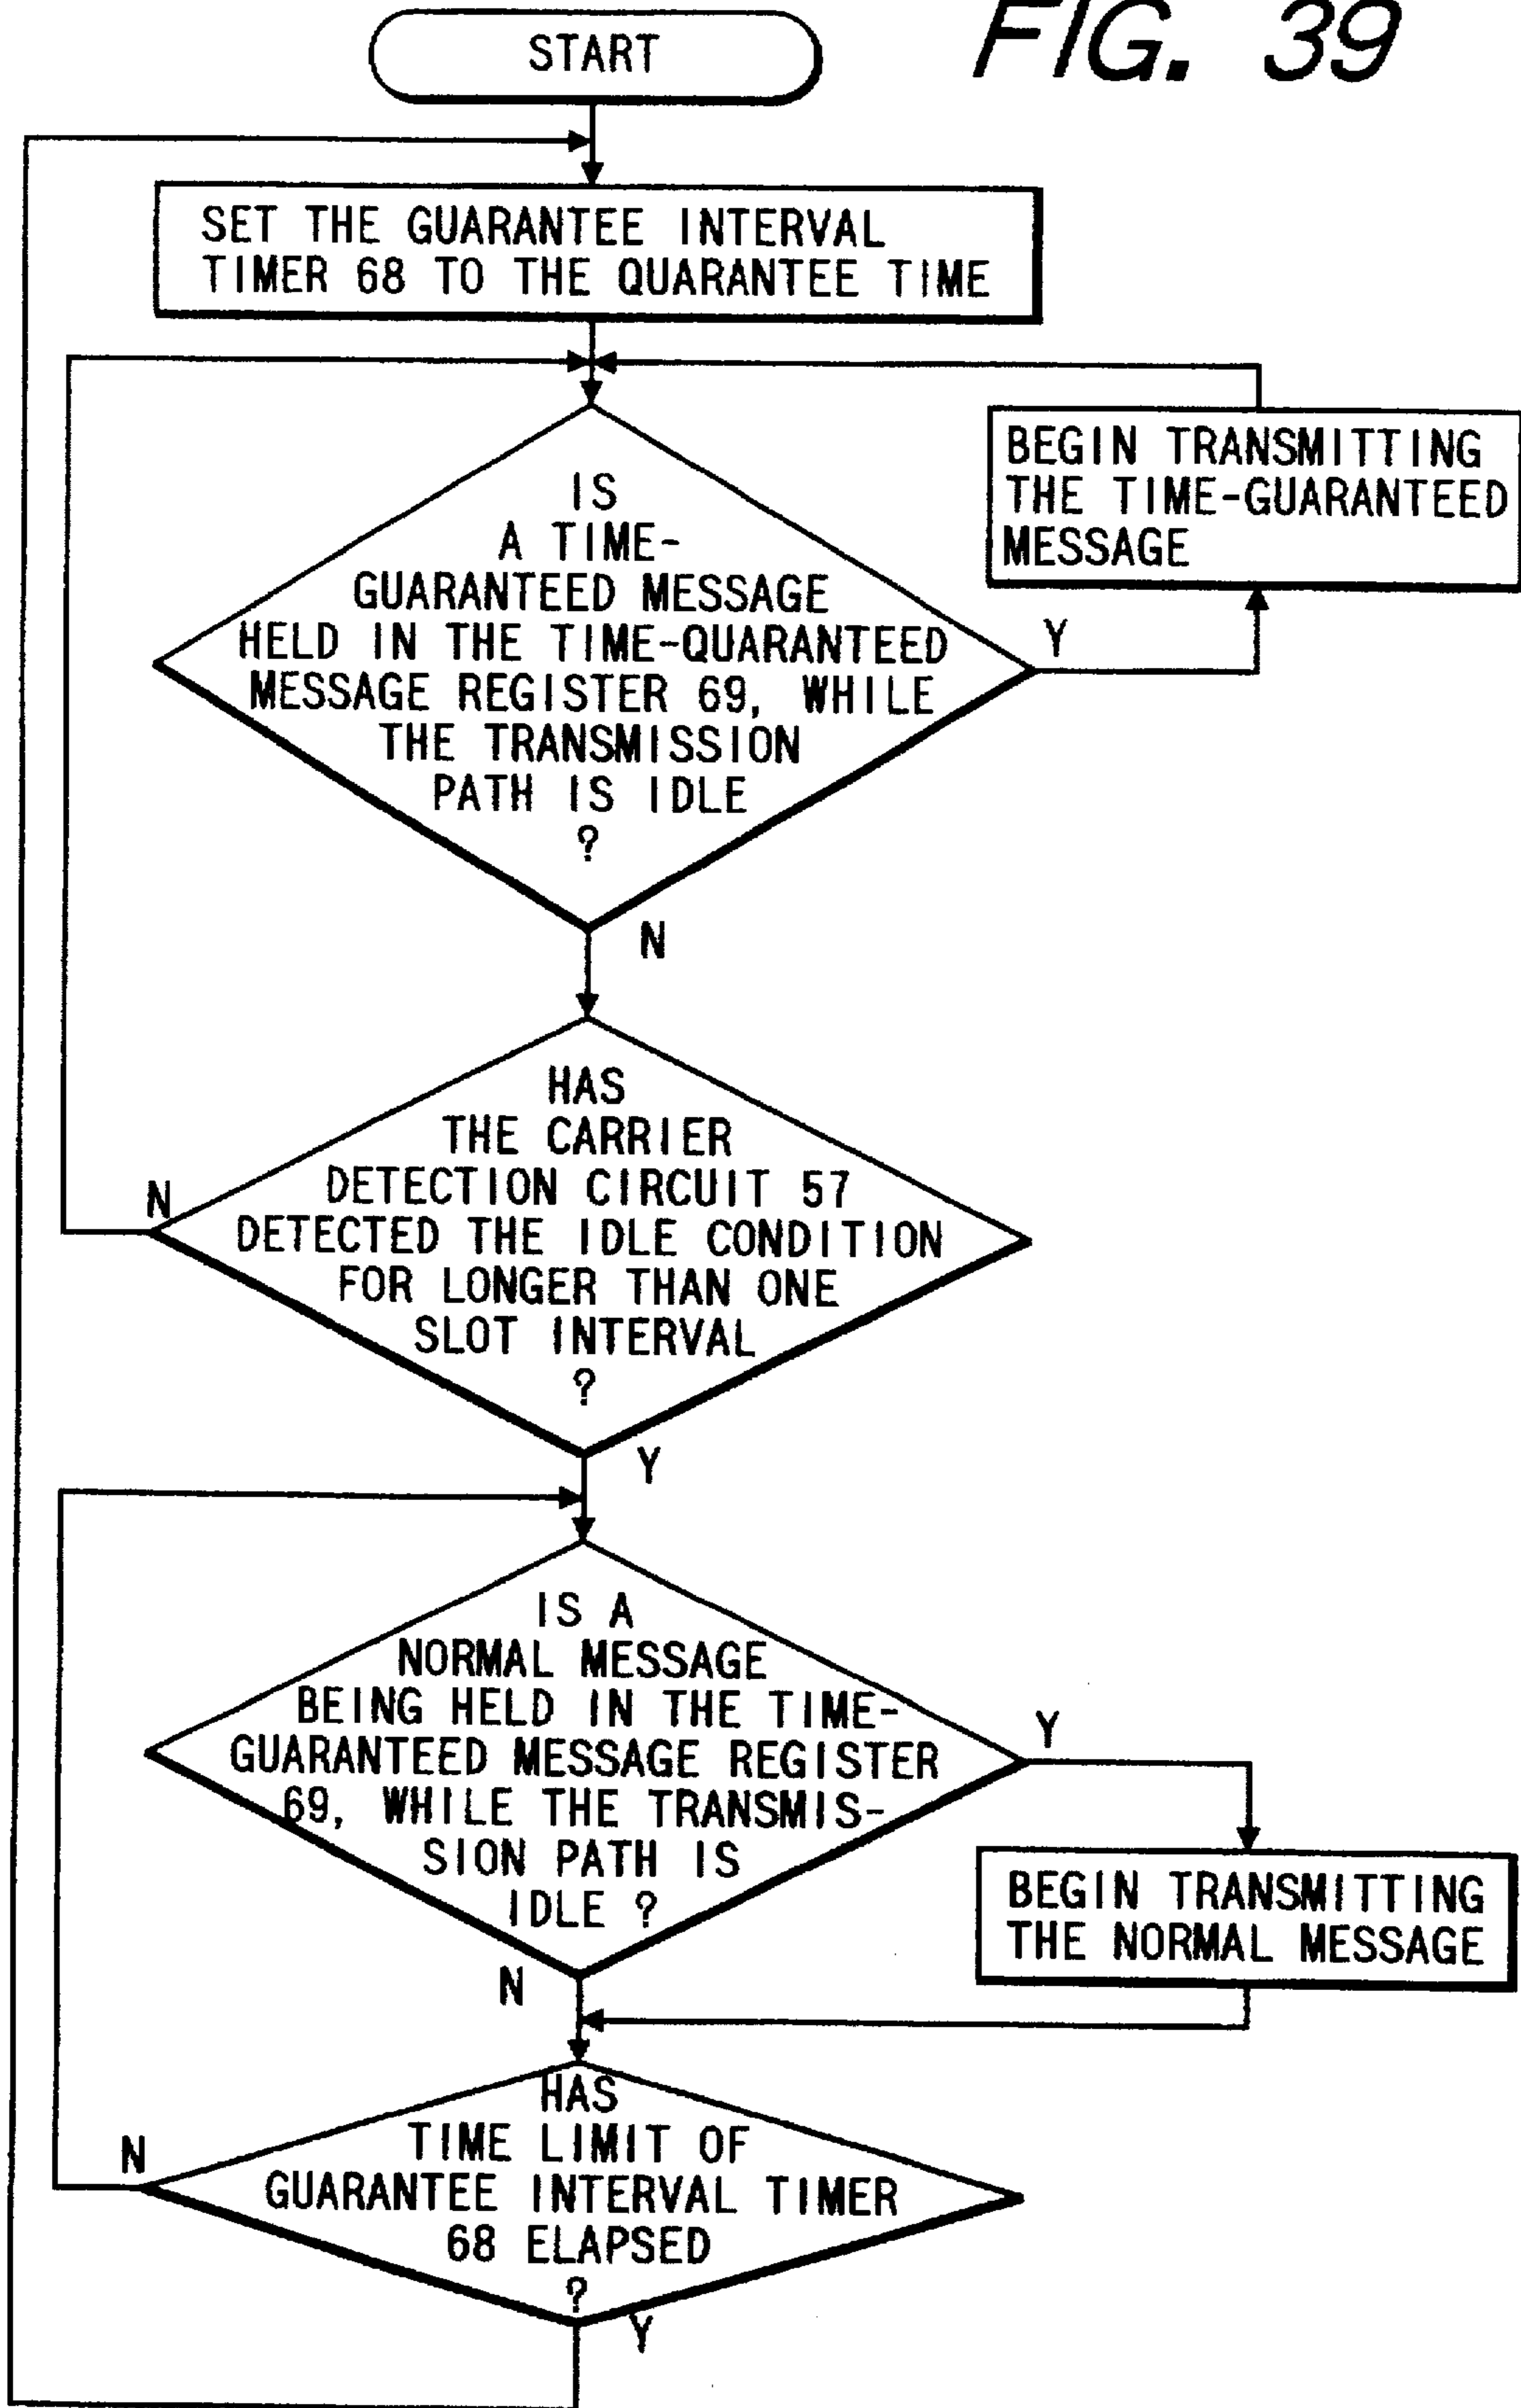 FIG. 39
START
SET THE GUARANTEE INTERVAL
TIMER 68 TO THE QUARANTEE TIME
BEGIN TRANSMITTING
THE TIME-GUARANTEED
MESSAGE
IS
A TIME-
GUARANTEED MESSAGE
HELD IN THE TIME-QUARANTEED
MESSAGE REGISTER 69, WHILE
THE TRANSMISSION
PATH IS IDLE
?
Y
N
HAS
THE CARRIER
DETECTION CIRCUIT 57
DETECTED THE IDLE CONDITION
FOR LONGER THAN ONE
SLOT INTERVAL
?
N
Y
IS A
NORMAL MESSAGE
BEING HELD IN THE TIME-
GUARANTEED MESSAGE REGISTER
69, WHILE THE TRANSMIS-
SION PATH IS
IDLE ?
Y
N
BEGIN TRANSMITTING
THE NORMAL MESSAGE
HAS
TIME LIMIT OF
GUARANTEE INTERVAL TIMER
68 ELAPSED
?
N
Y